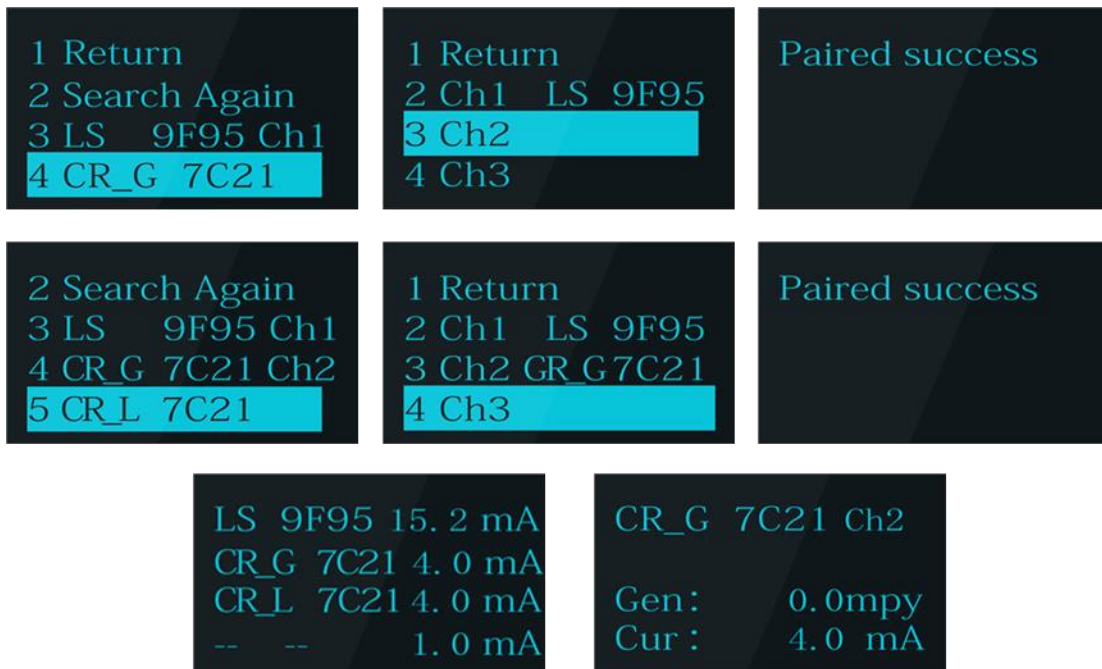 1 Return
2 Search Again
3 LS 9F95 Ch1
4 CR_G 7C21
1 Return
2 Ch1 LS 9F95
3 Ch2
4 Ch3
Paired success
2 Search Again
3 LS 9F95 Ch1
4 CR_G 7C21 Ch2
5 CR_L 7C21
1 Return
2 Ch1 LS 9F95
3 Ch2 GR_G7C21
4 Ch3
Paired success
LS 9F95 15. 2 mA
CR_G 7C21 4. 0 mA
CR_L 7C21 4. 0 mA
-- -- 1. 0 mA
CR_G 7C21 Ch2
Gen: 0. 0mpy
Cur: 4.0 mA